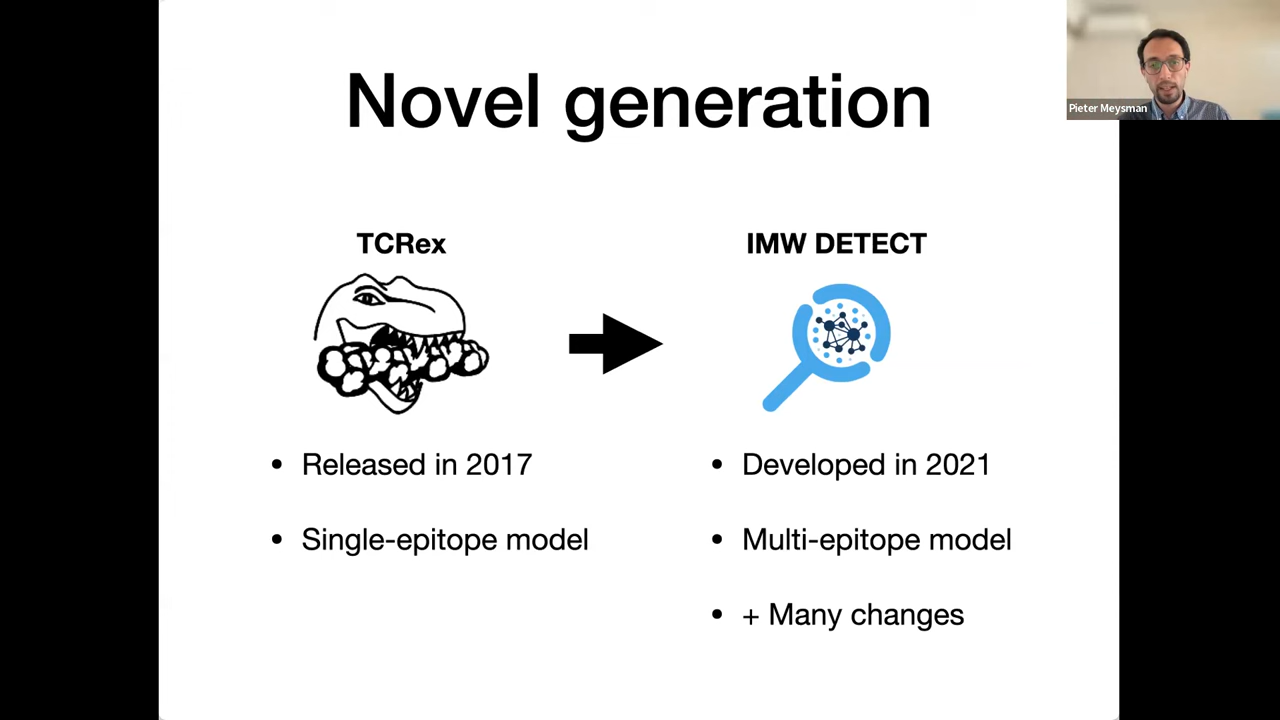 Novel generation
Pieter Meysman
TCRex
IMW DETECT
• Released in 2017
• Single-epitope model
• Developed in 2021
• Multi-epitope model
• + Many changes